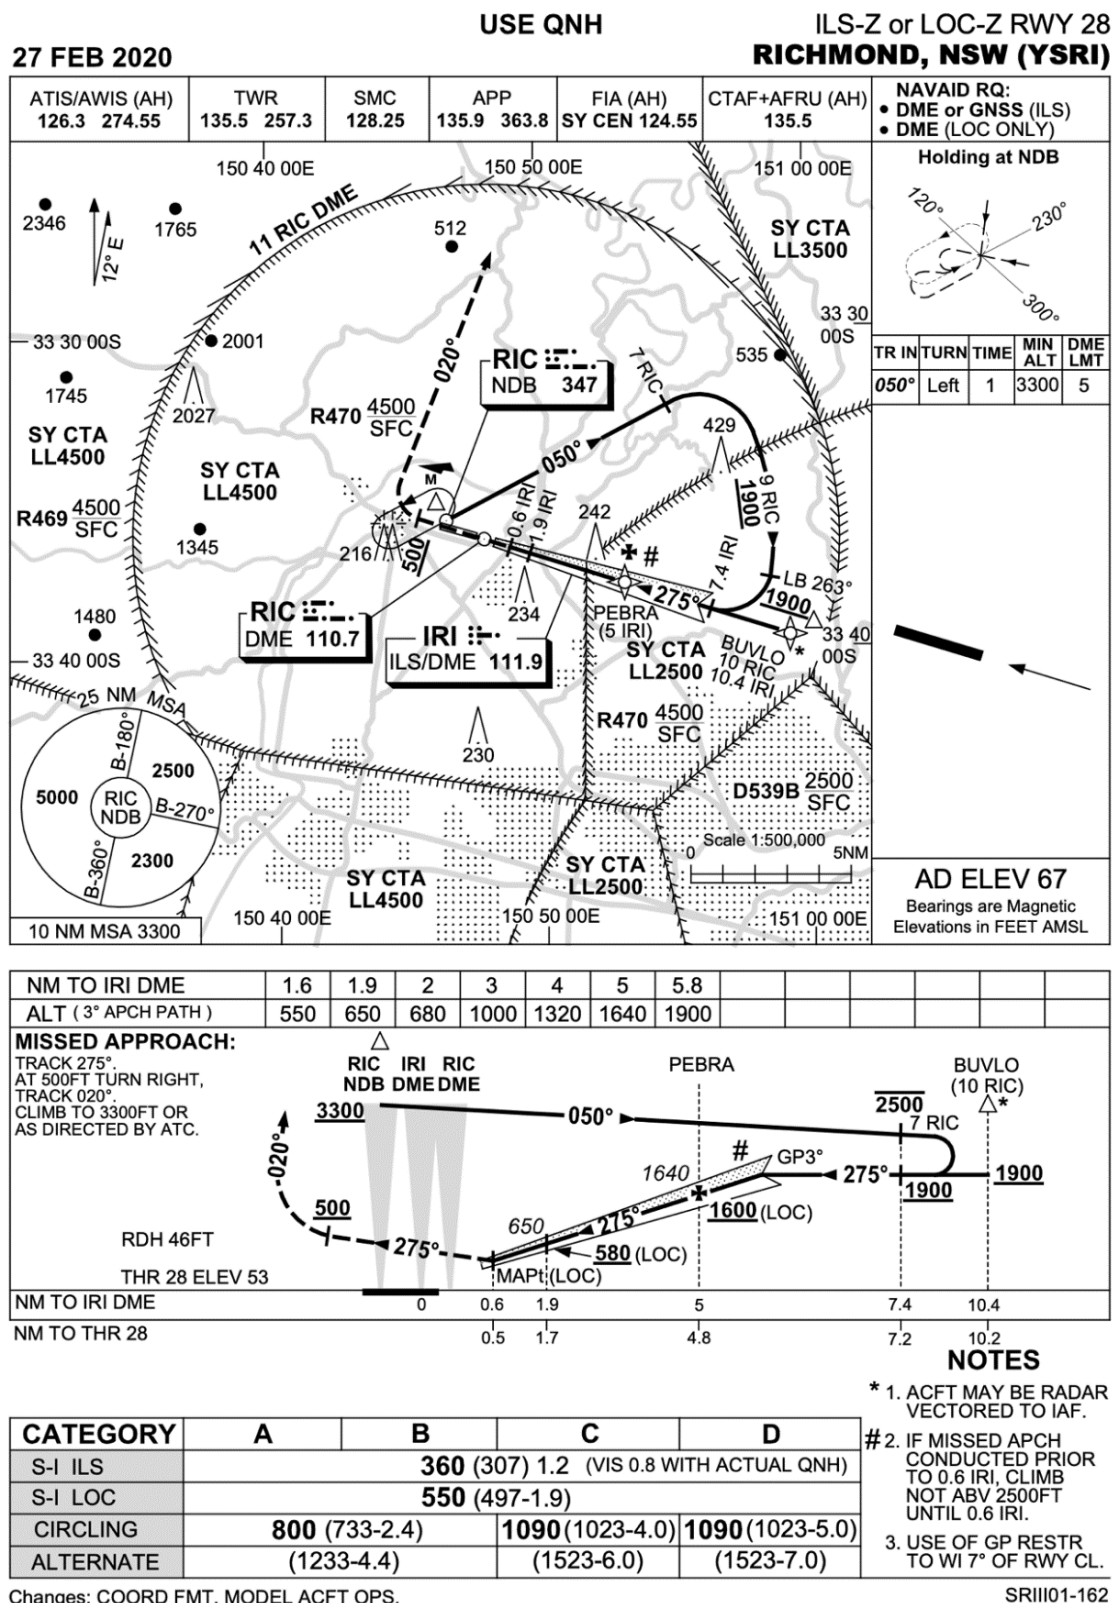 USE QNH
ILS-Z or LOC-Z RWY 28
27 FEB 2020
RICHMOND, NSW (YSRI)
ATIS/AWIS (AH)
126.3 274.55
TWR
135.5 257.3
SMC
128.25
APP
135.9 363.8
FIA (AH)
SY CEN 124.55
CTAF+AFRU (AH)
135.5
NAVAID RQ:
• DME or GNSS (ILS)
• DME (LOC ONLY)
150 40 00E
150 50 00E
151 00 00E
Holding at NDB
120°
230°
300°
2346
1765
12° E
11 RIC DME
512
SY CTA
LL3500
33 30 00S
33 30
00S
2001
535
1745
2027
7 RIC
RIC
NDB 347
020°
R470 4500
SFC
429
TR IN TURN TIME MIN ALT DME LMT
050° Left 1 3300 5
SY CTA
LL4500
SY CTA
LL4500
050°
M
R469 4500
SFC
1345
216
500
0.6 IRI
1.9 IRI
242
#
9 RIC
1900
7.4 IRI
LB 263°
1900
275°
234
PEBRA
(5 IRI)
RIC
DME 110.7
IRI
ILS/DME 111.9
1480
33 40 00S
SY CTA
LL2500
BUVLO
10 RIC
10.4 IRI
*
33 40
00S
R470 4500
SFC
25 NM MSA
230
B-180°
2500
5000
RIC
NDB
B-270°
B-360°
2300
10 NM MSA 3300
D539B 2500
SFC
Scale 1:500,000
0
5NM
SY CTA
LL4500
SY CTA
LL2500
150 40 00E
150 50 00E
151 00 00E
AD ELEV 67
Bearings are Magnetic
Elevations in FEET AMSL
NM TO IRI DME 1.6 1.9 2 3 4 5 5.8
ALT ( 3° APCH PATH ) 550 650 680 1000 1320 1640 1900
MISSED APPROACH:
TRACK 275°.
AT 500FT TURN RIGHT,
TRACK 020°.
CLIMB TO 3300FT OR
AS DIRECTED BY ATC.
RIC
NDB
IRI
DME
RIC
DME
PEBRA
BUVLO
(10 RIC)
*
3300
050°
2500
7 RIC
020°
#
GP3°
1640
275°
1900
1900
500
650
275°
1600 (LOC)
275°
580 (LOC)
RDH 46FT
MAPt (LOC)
THR 28 ELEV 53
NM TO IRI DME 0 0.6 1.9 5 7.4 10.4
NM TO THR 28 0.5 1.7 4.8 7.2 10.2
NOTES
* 1. ACFT MAY BE RADAR
VECTORED TO IAF.
# 2. IF MISSED APCH
CONDUCTED PRIOR
TO 0.6 IRI, CLIMB
NOT ABV 2500FT
UNTIL 0.6 IRI.
3. USE OF GP RESTR
TO WI 7° OF RWY CL.
CATEGORY A B C D
S-I ILS 360 (307) 1.2 (VIS 0.8 WITH ACTUAL QNH)
S-I LOC 550 (497-1.9)
CIRCLING 800 (733-2.4) 1090 (1023-4.0) 1090 (1023-5.0)
ALTERNATE (1233-4.4) (1523-6.0) (1523-7.0)
Changes: COORD FMT, MODEL ACFT OPS.
SRIII01-162